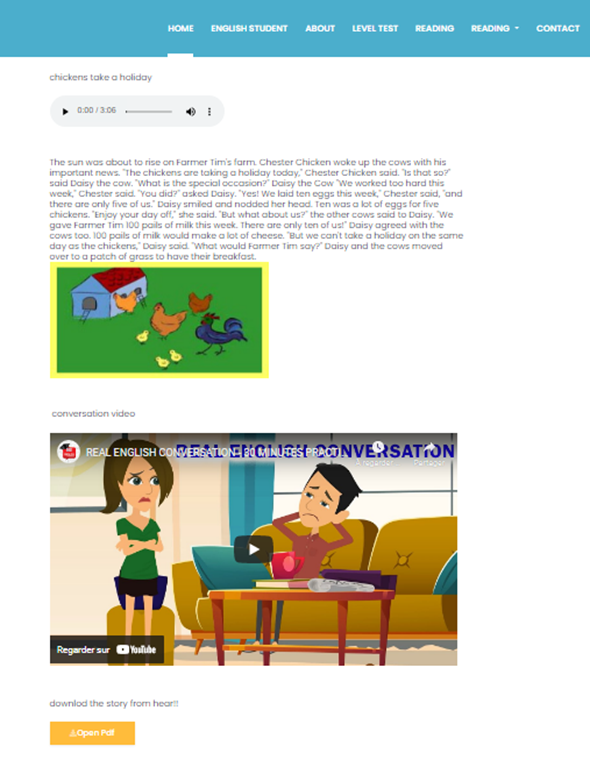 HOME ENGLISH STUDENT ABOUT LEVEL TEST READING READING CONTACT
chickens take a holiday
0:00 / 3:06
The sun was about to rise on Farmer Tim's farm. Chester Chicken woke up the cows with his
important news. "The chickens are taking a holiday today," Chester Chicken said. "Is that so?"
said Daisy the cow. "What is the special occasion?" Daisy the Cow "We worked too hard this
week," Chester said. "You did?" asked Daisy. "Yes! We laid ten eggs this week," Chester said, "and
there are only five of us." Daisy smiled and nodded her head. Ten was a lot of eggs for five
chickens. "Enjoy your day off," she said. "But what about us?" the other cows said to Daisy. "We
gave Farmer Tim 100 pails of milk this week. There are only ten of us!" Daisy agreed with the
cows too. 100 pails of milk would make a lot of cheese. "But we can't take a holiday on the same
day as the chickens," Daisy said. "What would Farmer Tim say?" Daisy and the cows moved
over to a patch of grass to have their breakfast.
conversation video
REAL ENGLISH CONVERSATION - 30 MINUTES PRACT
REAL ENGLISH CONVERSATION
À regarder Partager
Regarder sur YouTube
downlod the story from hear!!
Open Pdf